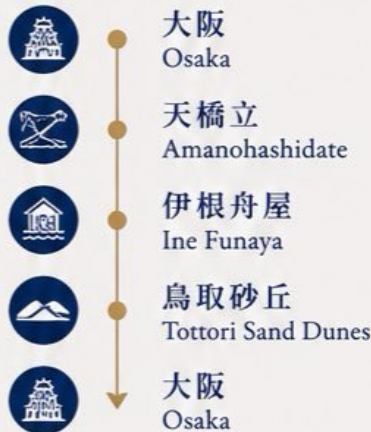 大阪
Osaka
天橋立
Amanohashidate
伊根舟屋
Ine Funaya
鳥取砂丘
Tottori Sand Dunes
大阪
Osaka